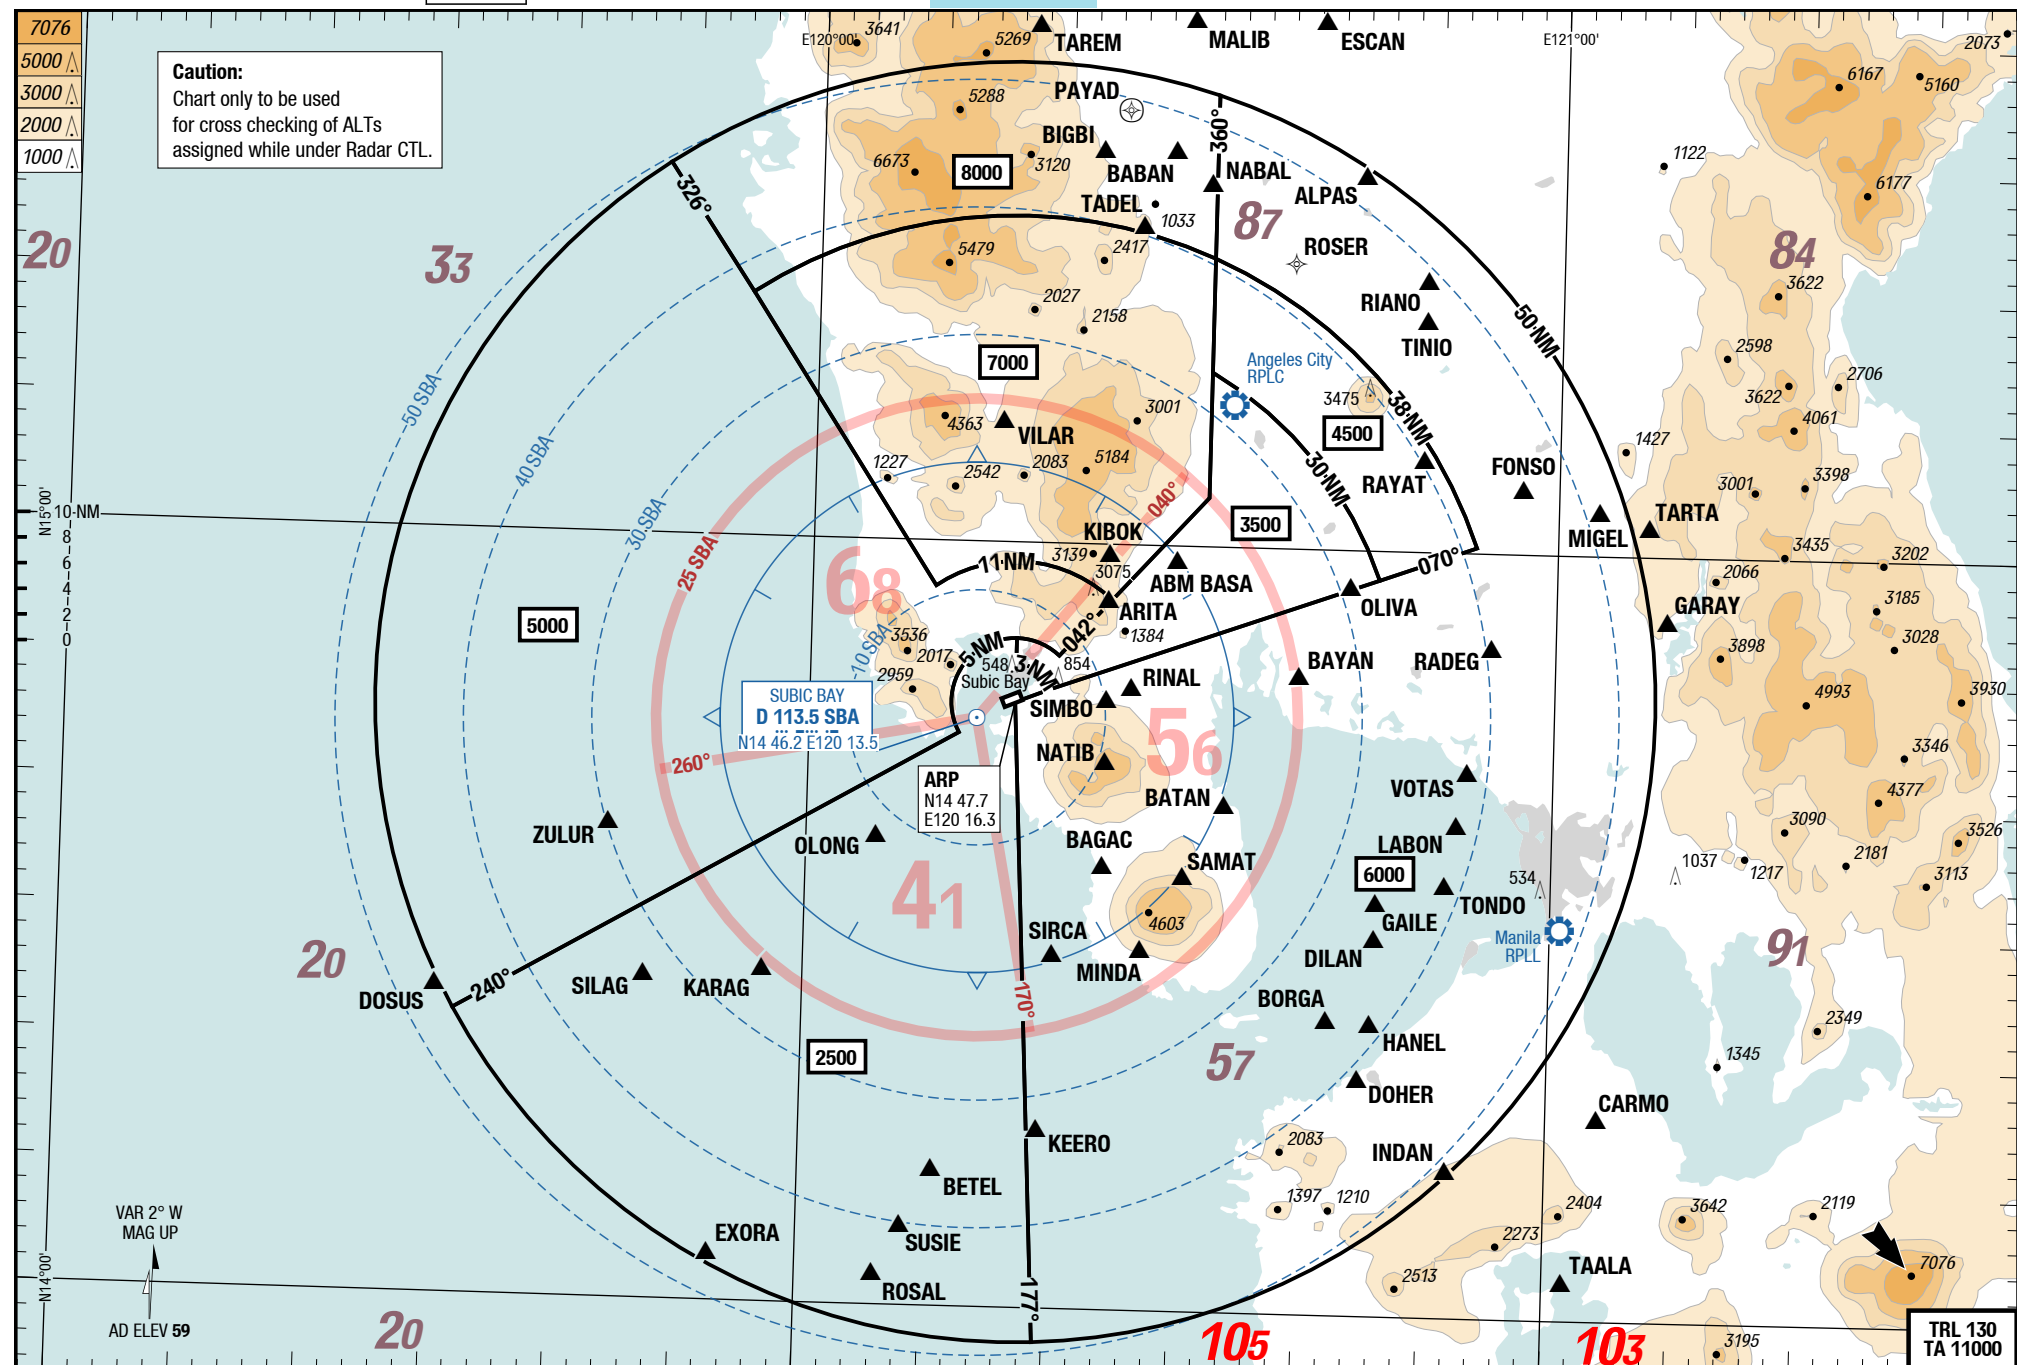 7076
5000
3000
2000
1000
Caution:
Chart only to be used
for cross checking of ALTs
assigned while under Radar CTL.
E120°00'
E121°00'
3641
5269
TAREM
MALIB
ESCAN
2073
6167
5160
PAYAD
5288
BIGBI
360°
6673
3120
8000
BABAN
NABAL
ALPAS
1122
6177
326°
TADEL
1033
87
20
33
5479
2417
ROSER
84
2027
2158
RIANO
3622
50 NM
TINIO
7000
Angeles City
RPLC
2598
50 SBA
3475
38 NM
3622
2706
4363
VILAR
3001
4500
4061
1427
40 SBA
1227
2542
2083
5184
30 NM
RAYAT
FONSO
3001
3398
040°
N15°00'
10 NM
8
6
4
2
0
30 SBA
KIBOK
3500
MIGEL
TARTA
25 SBA
11 NM
3139
3075
ABM BASA
070°
3435
3202
2066
68
ARITA
OLIVA
GARAY
3185
5000
3536
10 SBA
2017
5 NM
042°
1384
3028
548
3 NM
854
Subic Bay
2959
RINAL
BAYAN
RADEG
3898
4993
3930
SUBIC BAY
D 113.5 SBA
N14 46.2 E120 13.5
SIMBO
56
NATIB
3346
260°
ARP
N14 47.7
E120 16.3
BATAN
VOTAS
4377
ZULUR
OLONG
BAGAC
LABON
3090
3526
SAMAT
6000
534
1037
1217
2181
3113
41
4603
GAILE
TONDO
SIRCA
Manila
RPLL
91
20
DOSUS
240°
SILAG
KARAG
MINDA
DILAN
170°
BORGA
HANEL
2349
2500
57
1345
DOHER
CARMO
KEERO
2083
INDAN
BETEL
1397
1210
2404
3642
2119
VAR 2° W
MAG UP
EXORA
SUSIE
2273
7076
N14°00'
ROSAL
177°
2513
TAALA
AD ELEV 59
20
105
103
3195
TRL 130
TA 11000